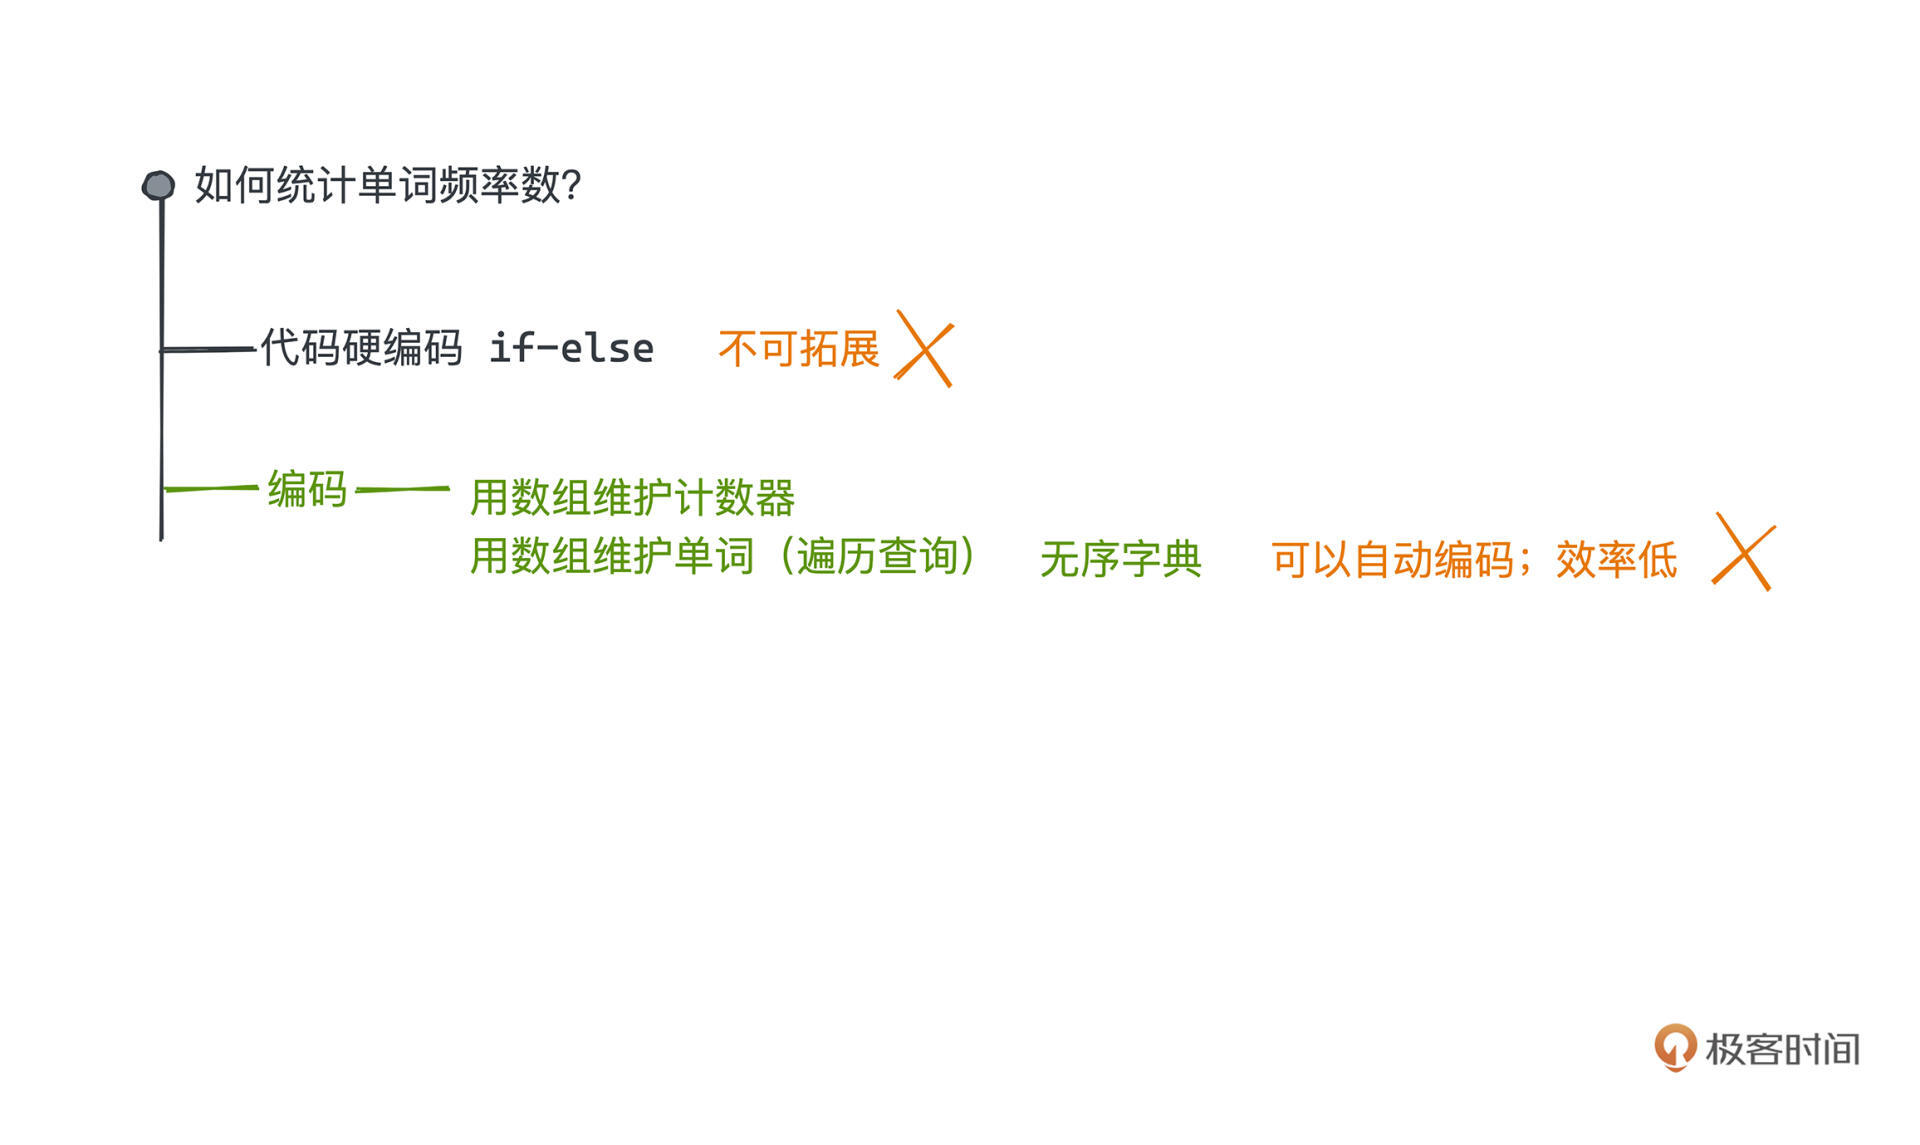 如何统计单词频率数？
代码硬编码 if-else 不可拓展
编码 用数组维护计数器
用数组维护单词（遍历查询） 无序字典 可以自动编码；效率低
极客时间